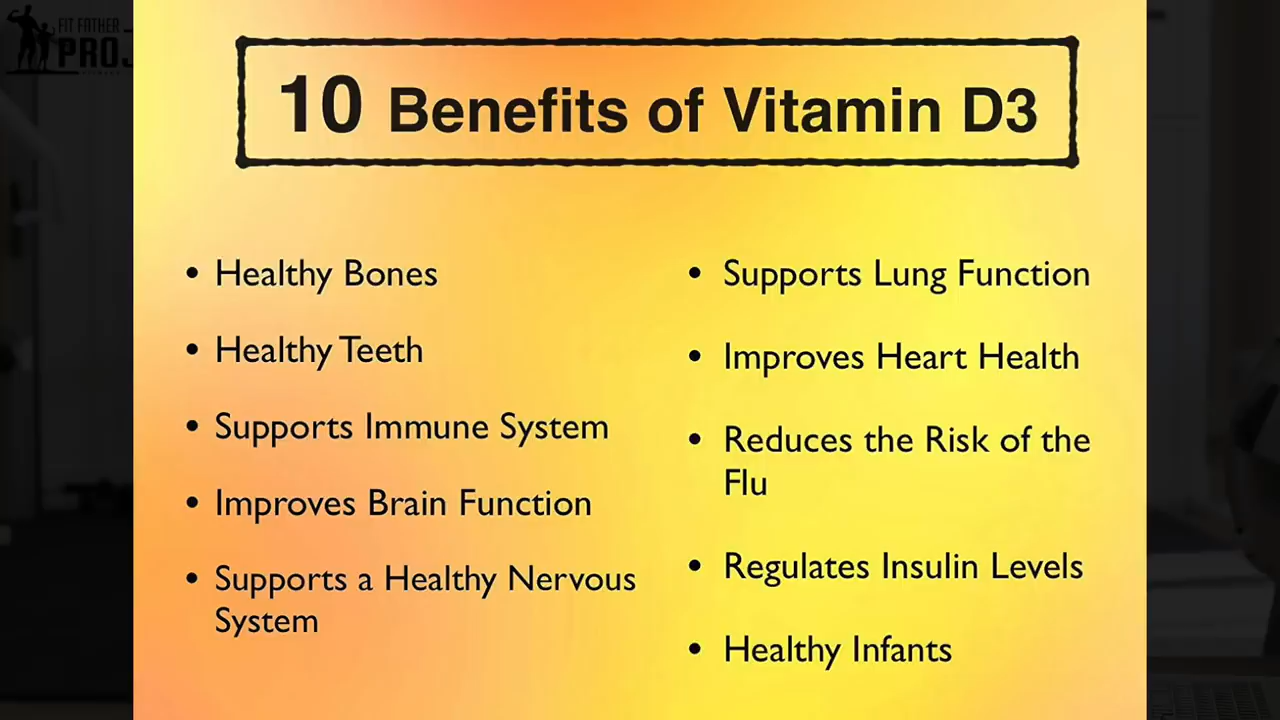 FIT FATHER
PROJ
10 Benefits of Vitamin D3
• Healthy Bones
• Healthy Teeth
• Supports Immune System
• Improves Brain Function
• Supports a Healthy Nervous
System
• Supports Lung Function
• Improves Heart Health
• Reduces the Risk of the
Flu
• Regulates Insulin Levels
• Healthy Infants